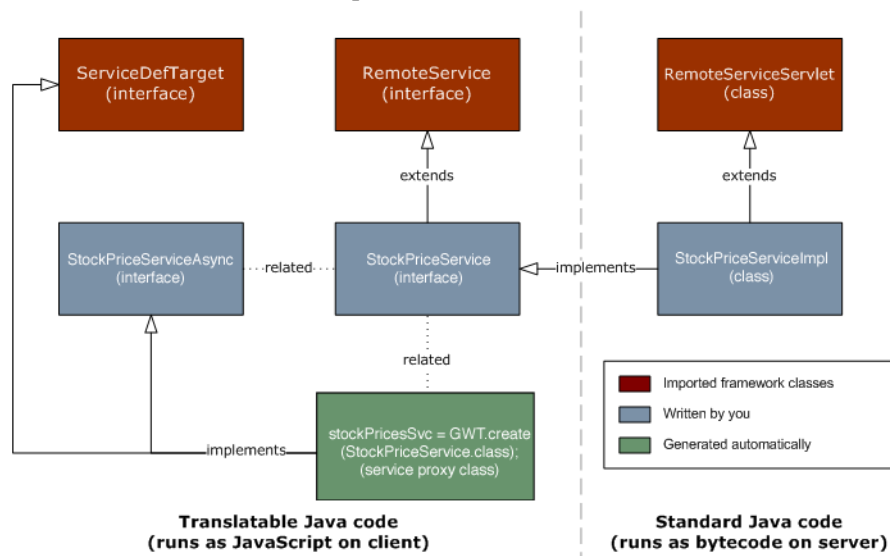 ServiceDefTarget
(interface)
RemoteService
(interface)
RemoteServiceServlet
(class)
extends
extends
StockPriceServiceAsync
(interface)
related
StockPriceService
(interface)
implements
StockPriceServiceImpl
(class)
related
stockPricesSvc = GWT.create
(StockPriceService.class);
(service proxy class)
implements
Imported framework classes
Written by you
Generated automatically
Translatable Java code
(runs as JavaScript on client)
Standard Java code
(runs as bytecode on server)